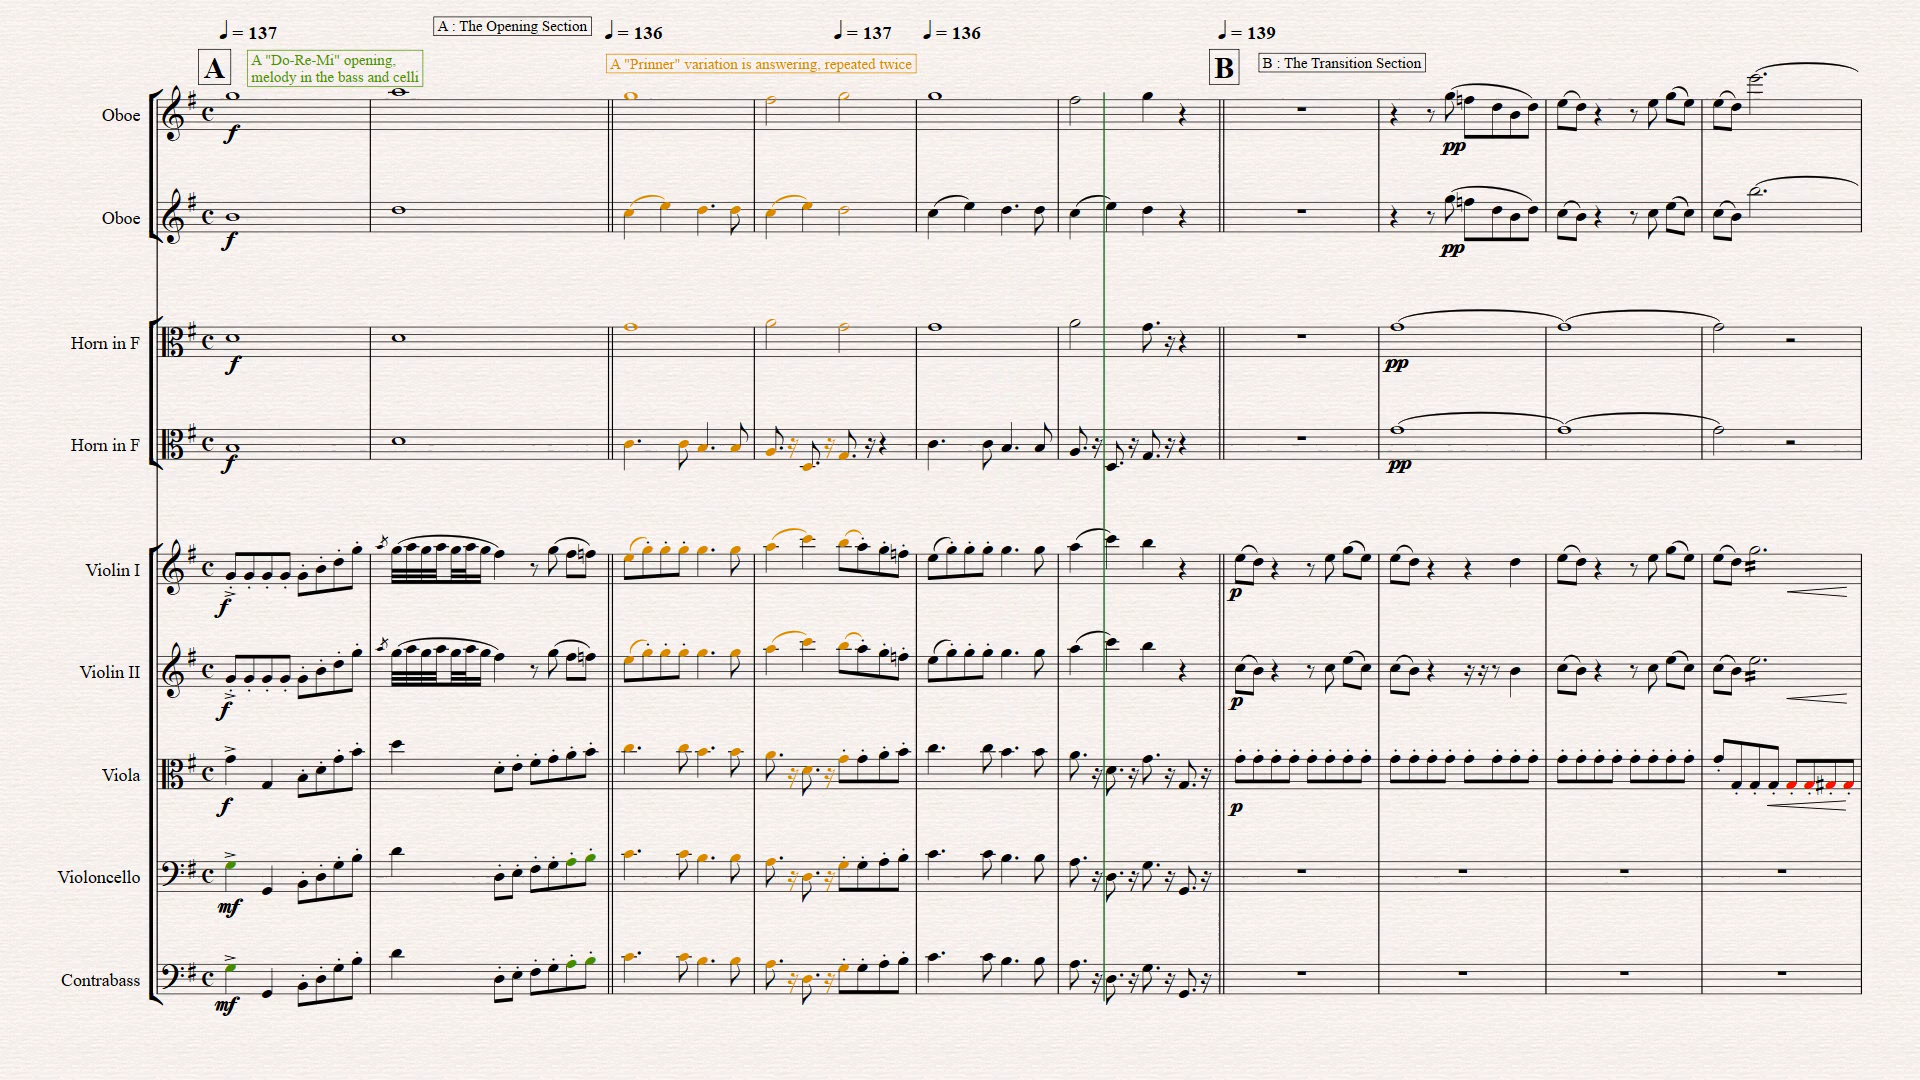 ♩ = 137
A : The Opening Section
♩ = 136
♩ = 137
♩ = 136
♩ = 139
A
A "Do-Re-Mi" opening,
melody in the bass and celli
A "Prinner" variation is answering, repeated twice
B
B : The Transition Section
Oboe
f
pp
Oboe
f
pp
Horn in F
f
pp
Horn in F
f
pp
Violin I
f
p
Violin II
f
p
Viola
f
p
Violoncello
mf
Contrabass
mf